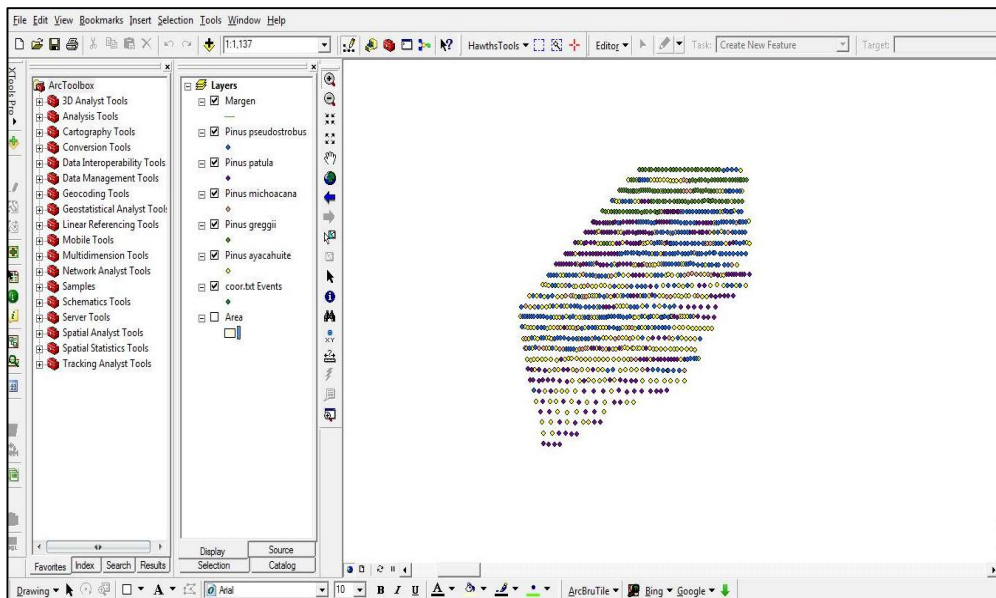 File Edit View Bookmarks Insert Selection Tools Window Help
1:1,137 HawthsTools Editor Task: Create New Feature Target:
XTools Pro
ArcToolbox
3D Analyst Tools
Analysis Tools
Cartography Tools
Conversion Tools
Data Interoperability Tools
Data Management Tools
Geocoding Tools
Geostatistical Analyst Tools
Linear Referencing Tools
Mobile Tools
Multidimension Tools
Network Analyst Tools
Samples
Schematics Tools
Server Tools
Spatial Analyst Tools
Spatial Statistics Tools
Tracking Analyst Tools
Favorites Index Search Results
Layers
Margen
Pinus pseudostrobus
Pinus patula
Pinus michoacana
Pinus greggii
Pinus ayacahuite
coor.txt Events
Area
Display Source
Selection Catalog
XY
Drawing A Arial 10 B I U A ArcBruTile Bing Google